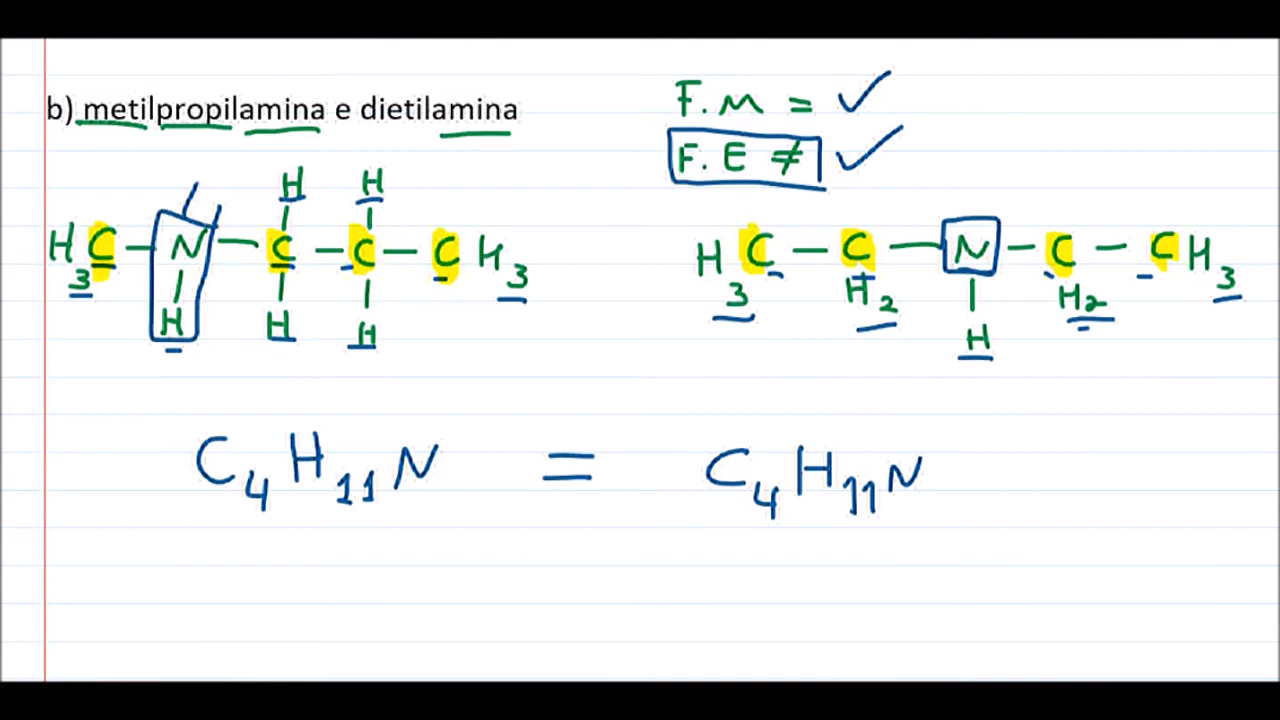 b) metilpropilamina e dietilamina
F. M = ✓
F. E ≠ ✓
H H
H₃C – N – C – C – CH₃
H H H
H₃C – C – N – C – CH₃
H₂ H₂
H
C₄H₁₁N = C₄H₁₁N